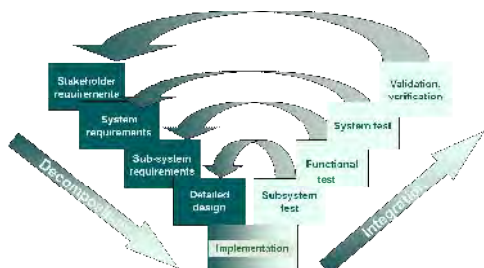 Stakeholder
requirements
System
requirements
Sub-system
requirements
Detailed
design
Implementation
Subsystem
test
Functional
test
System test
Validation,
verification
Integration